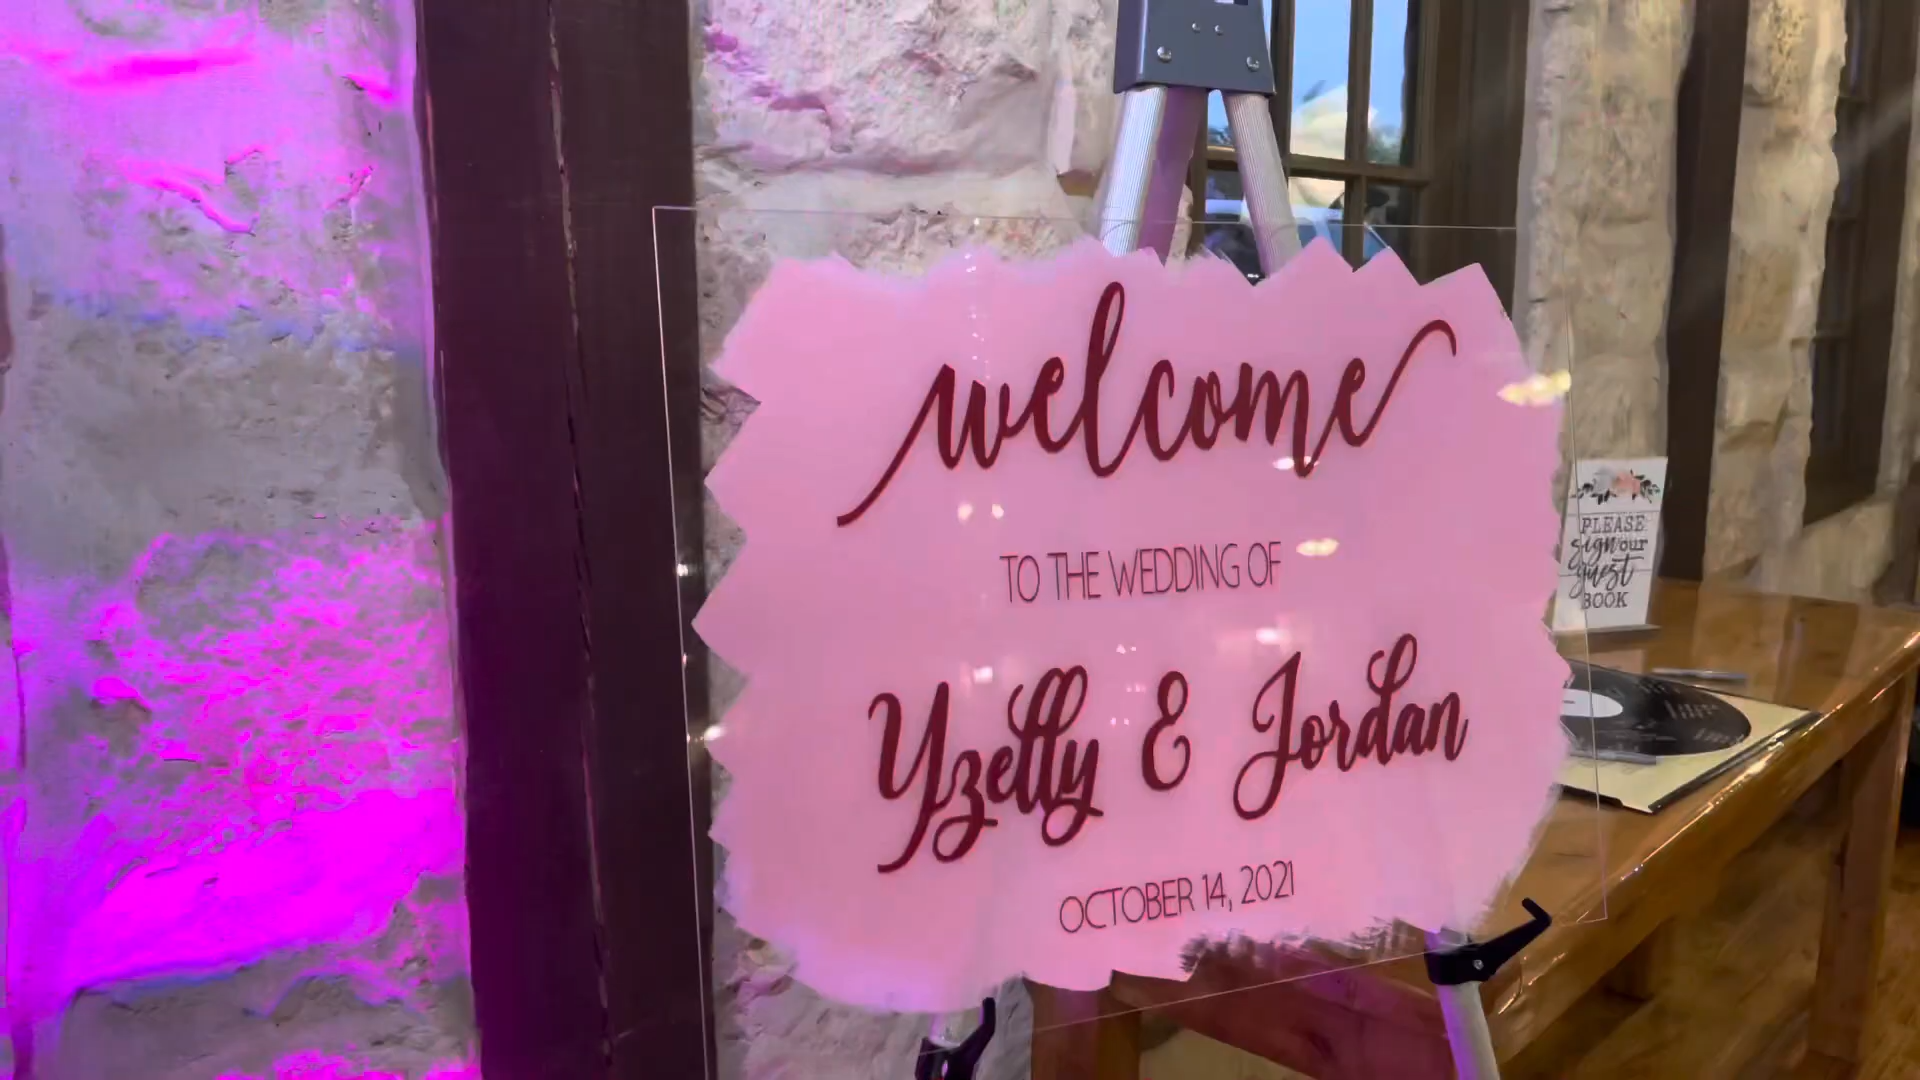 welcome
TO THE WEDDING OF
Yzelly & Jordan
OCTOBER 14, 2021
PLEASE
sign our
guest
BOOK